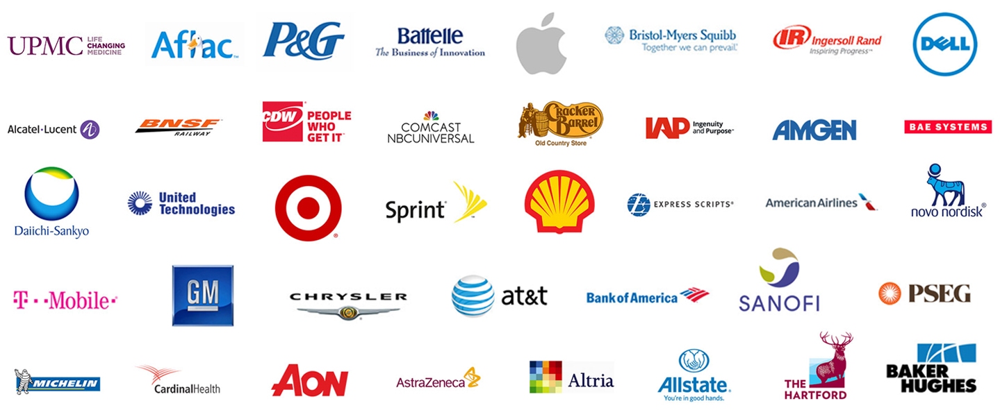 UPMC
LIFE
CHANGING
MEDICINE
Aflac™
P&G
Battelle
The Business of Innovation
Bristol-Myers Squibb
Together we can prevail.
IR Ingersoll Rand
Inspiring Progress™
DELL
Alcatel·Lucent
BNSF
RAILWAY
CDW
PEOPLE
WHO
GET IT™
COMCAST
NBCUNIVERSAL
Cracker
Barrel
Old Country Store®
IAP
Ingenuity
and Purpose™
AMGEN
BAE SYSTEMS
Daiichi-Sankyo
United
Technologies
®
Sprint
EXPRESS SCRIPTS®
American Airlines
novo nordisk®
T··Mobile·®
GM
CHRYSLER
at&t
Bank of America
SANOFI
PSEG
MICHELIN
CardinalHealth
AON
AstraZeneca
Altria
Allstate®
You're in good hands.
THE
HARTFORD
BAKER
HUGHES